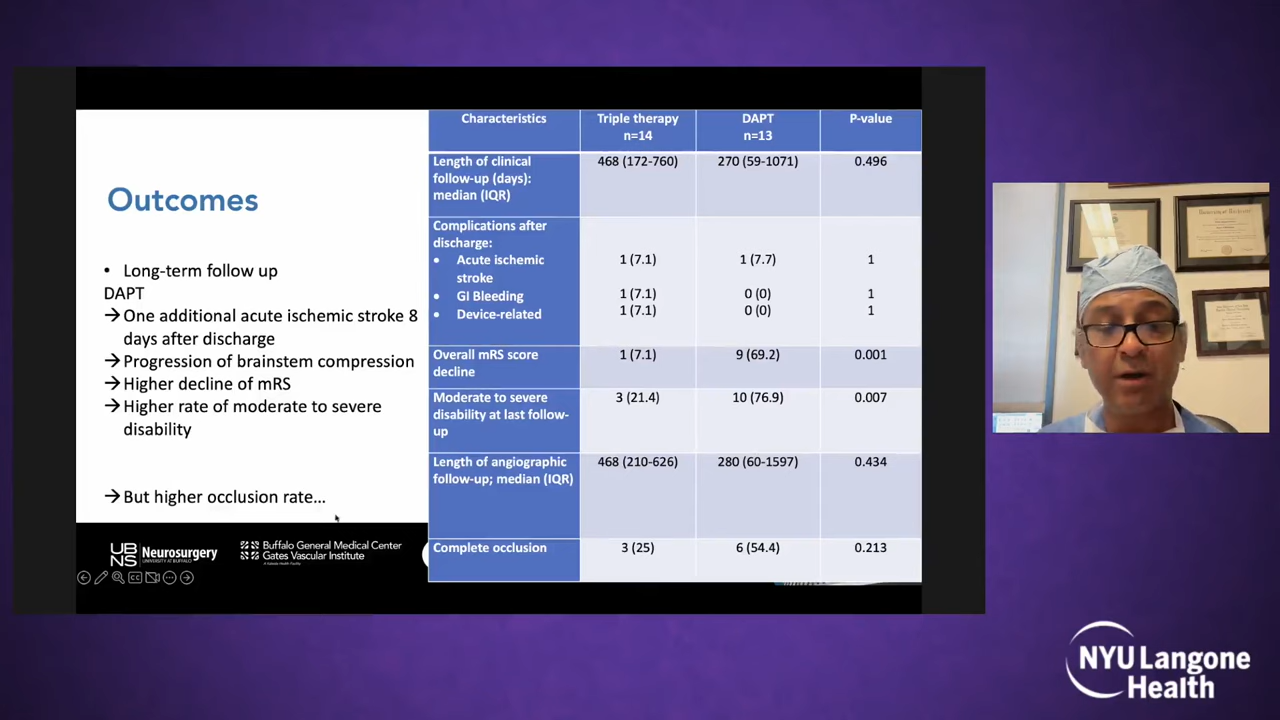 Outcomes
• Long-term follow up
DAPT
→One additional acute ischemic stroke 8
days after discharge
→Progression of brainstem compression
→Higher decline of mRS
→Higher rate of moderate to severe
disability
→But higher occlusion rate...
UB
NS
Neurosurgery
UNIVERSITY AT BUFFALO
Buffalo General Medical Center
Gates Vascular Institute
A Kaleida Health Facility
CC
Characteristics
Triple therapy
n=14
DAPT
n=13
P-value
Length of clinical
follow-up (days):
median (IQR)
468 (172-760)
270 (59-1071)
0.496
Complications after
discharge:
• Acute ischemic
stroke
1 (7.1)
1 (7.7)
1
• GI Bleeding
1 (7.1)
0 (0)
1
• Device-related
1 (7.1)
0 (0)
1
Overall mRS score
decline
1 (7.1)
9 (69.2)
0.001
Moderate to severe
disability at last follow-
up
3 (21.4)
10 (76.9)
0.007
Length of angiographic
follow-up; median (IQR)
468 (210-626)
280 (60-1597)
0.434
Complete occlusion
3 (25)
6 (54.4)
0.213
NYU Langone
Health